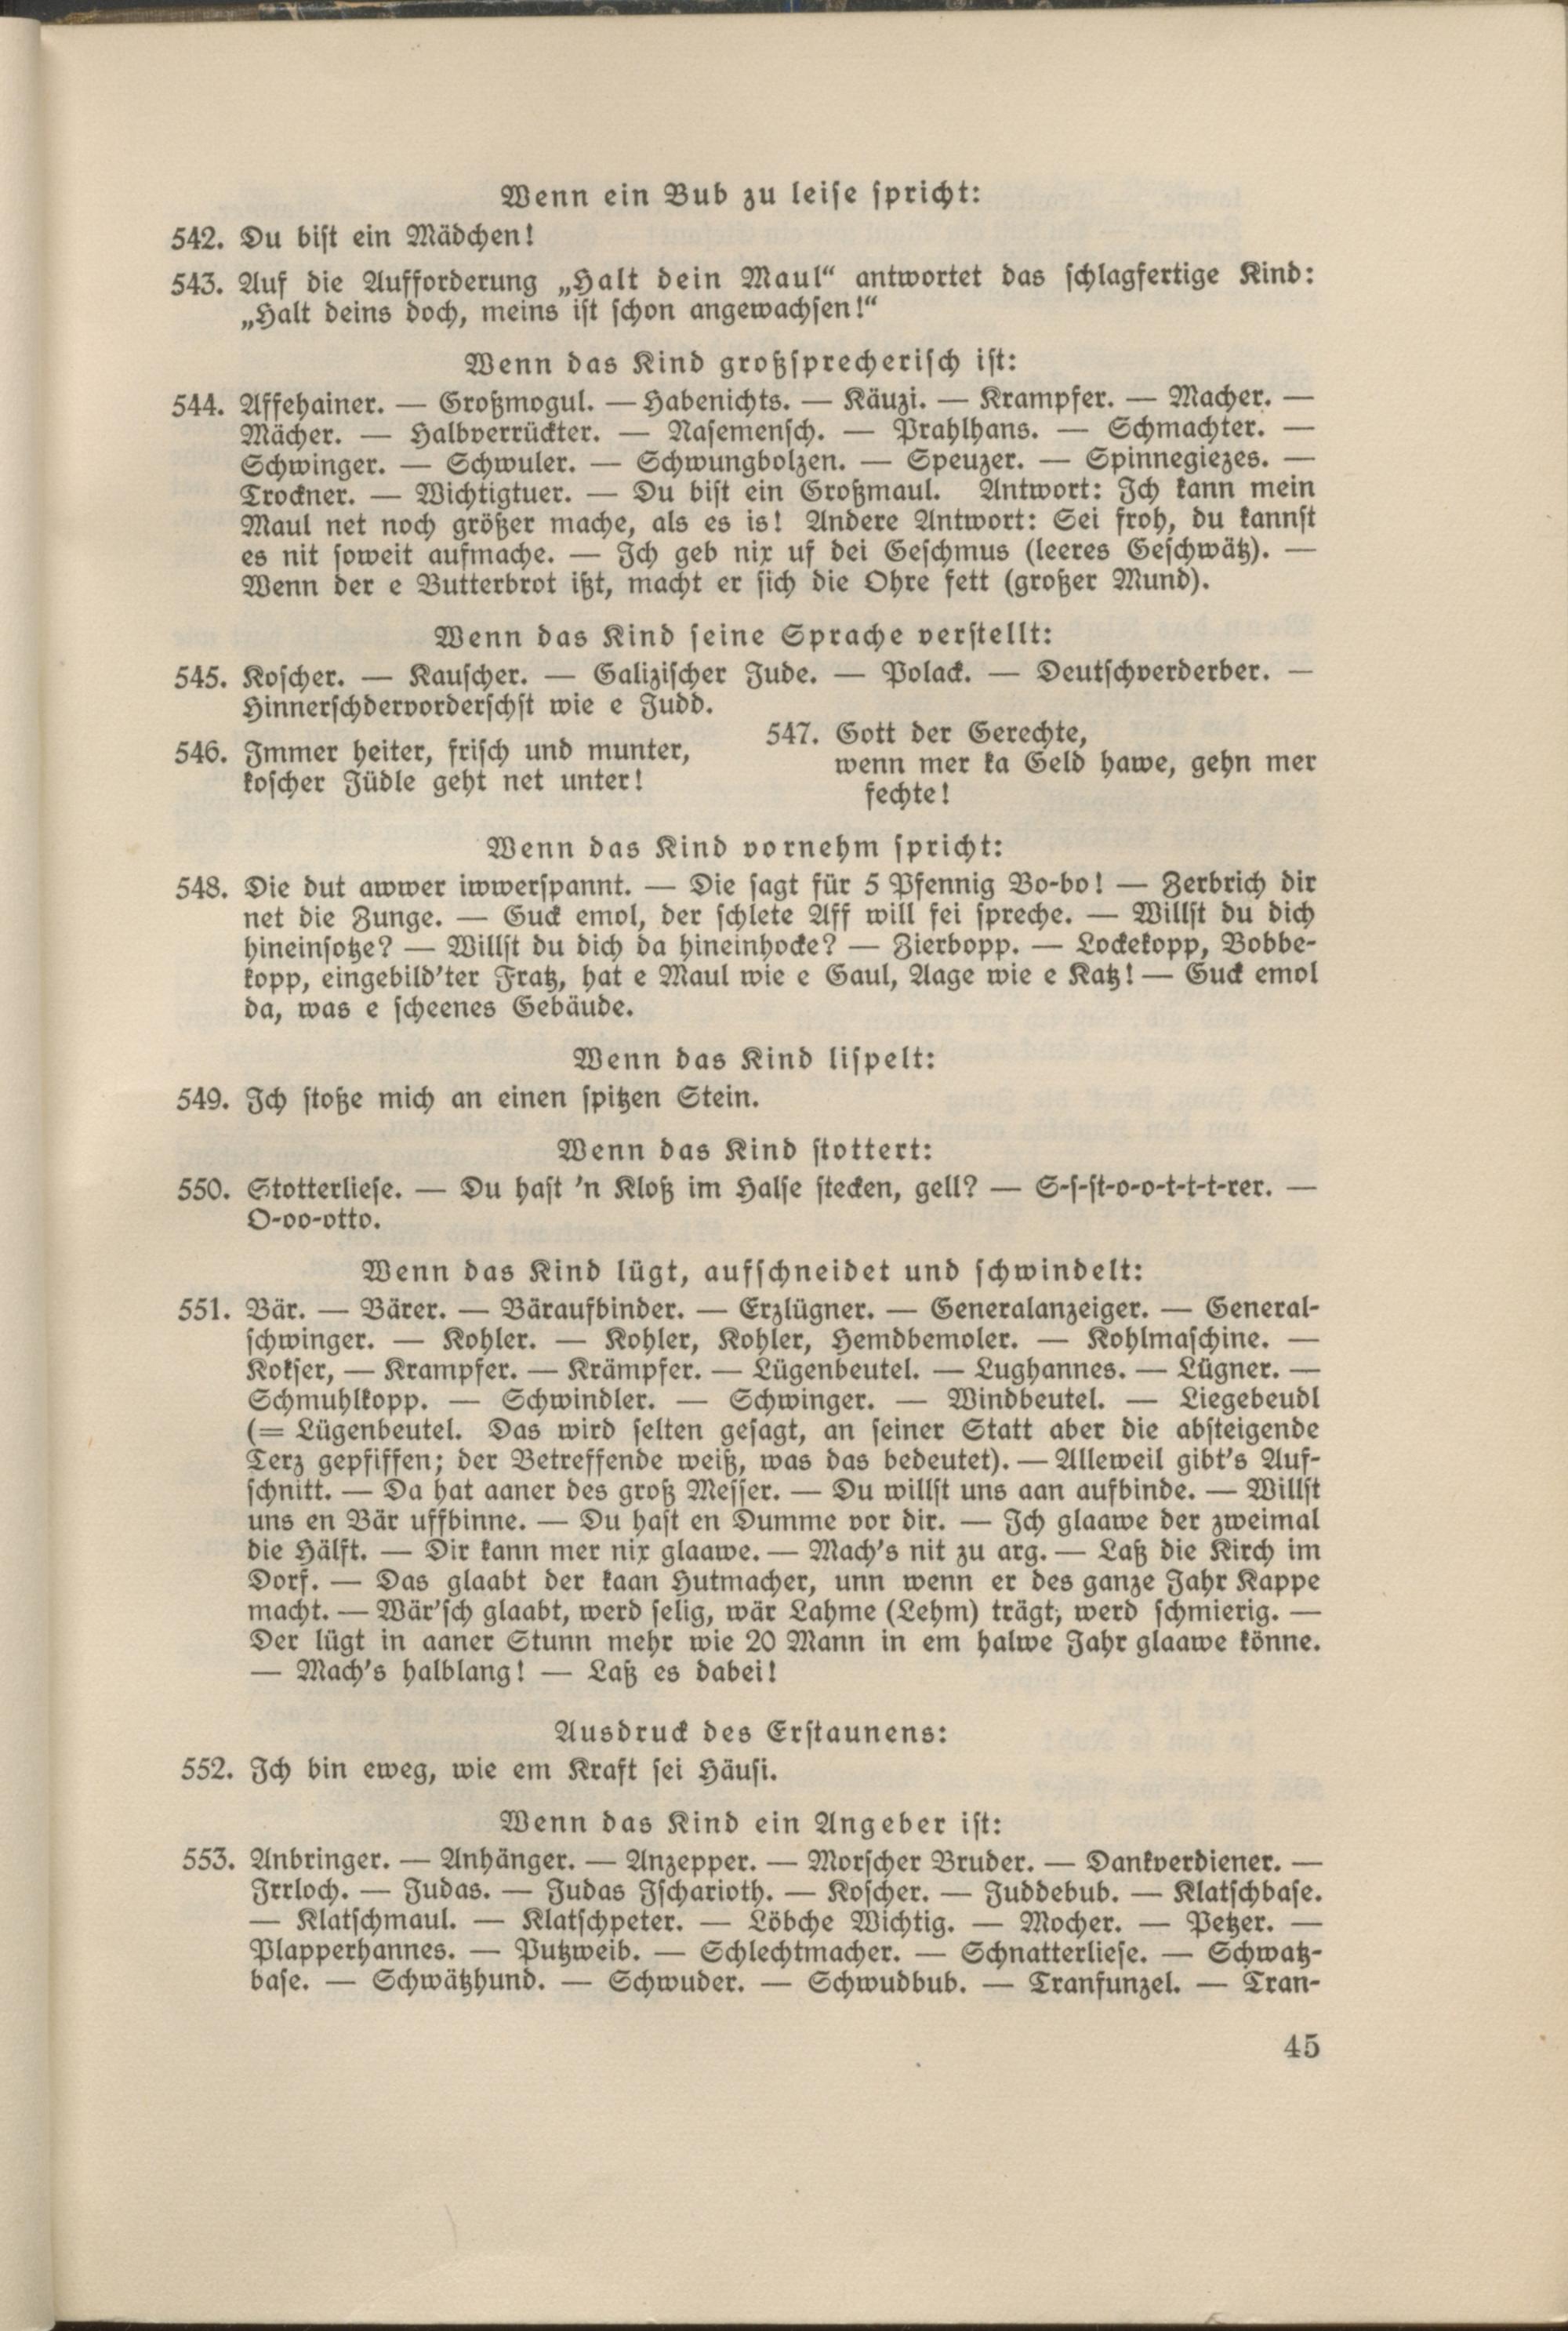 Wenn ein Bub zu leise spricht:
542. Du bist ein Mädchen!
543. Auf die Aufforderung „Halt dein Maul“ antwortet das schlagfertige Kind:
„Halt deins doch, meins ist schon angewachsen!“
Wenn das Kind großsprecherisch ist:
544. Affehainer. — Großmogul. — Habenichts. — Käuzi. — Krampfer. — Macher. —
Mächer. — Halbverrückter. — Nasemensch. — Prahlhans. — Schmachter. —
Schwinger. — Schwuler. — Schwungbolzen. — Speuzer. — Spinnegiezes. —
Trockner. — Wichtigtuer. — Du bist ein Großmaul. Antwort: Ich kann mein
Maul net noch größer mache, als es is! Andere Antwort: Sei froh, du kannst
es nit soweit aufmache. — Ich geb nix uf dei Geschmus (leeres Geschwätz). —
Wenn der e Butterbrot ißt, macht er sich die Ohre fett (großer Mund).
Wenn das Kind seine Sprache verstellt:
545. Koscher. — Kauscher. — Galizischer Jude. — Polack. — Deutschverderber. —
Hinnerschdervorderschst wie e Judd.
546. Immer heiter, frisch und munter,
koscher Jüdle geht net unter!
547. Gott der Gerechte,
wenn mer ka Geld hawe, gehn mer
fechte!
Wenn das Kind vornehm spricht:
548. Die dut awwer iwwerspannt. — Die sagt für 5 Pfennig Bo-bo! — Zerbrich dir
net die Zunge. — Guck emol, der schlete Aff will fei spreche. — Willst du dich
hineinsotze? — Willst du dich da hineinhocke? — Zierbopp. — Lockekopp, Bobbe-
kopp, eingebild'ter Fratz, hat e Maul wie e Gaul, Aage wie e Katz! — Guck emol
da, was e scheenes Gebäude.
Wenn das Kind lispelt:
549. Ich stoße mich an einen spitzen Stein.
Wenn das Kind stottert:
550. Stotterliese. — Du hast 'n Kloß im Halse stecken, gell? — S-s-st-o-o-t-t-t-rer. —
O-oo-otto.
Wenn das Kind lügt, aufschneidet und schwindelt:
551. Bär. — Bärer. — Bäraufbinder. — Erzlügner. — Generalanzeiger. — General-
schwinger. — Kohler. — Kohler, Kohler, Hemdbemoler. — Kohlmaschine. —
Kokser, — Krampfer. — Krämpfer. — Lügenbeutel. — Lughannes. — Lügner. —
Schmuhlkopp. — Schwindler. — Schwinger. — Windbeutel. — Liegebeudl
(= Lügenbeutel. Das wird selten gesagt, an seiner Statt aber die absteigende
Terz gepfiffen; der Betreffende weiß, was das bedeutet). — Alleweil gibt's Auf-
schnitt. — Da hat aaner des groß Messer. — Du willst uns aan aufbinde. — Willst
uns en Bär uffbinne. — Du hast en Dumme vor dir. — Ich glaawe der zweimal
die Hälft. — Dir kann mer nix glaawe. — Mach's nit zu arg. — Laß die Kirch im
Dorf. — Das glaabt der kaan Hutmacher, unn wenn er des ganze Jahr Kappe
macht. — Wär'sch glaabt, werd selig, wär Lahme (Lehm) trägt, werd schmierig. —
Der lügt in aaner Stunn mehr wie 20 Mann in em halwe Jahr glaawe könne.
— Mach's halblang! — Laß es dabei!
Ausdruck des Erstaunens:
552. Ich bin eweg, wie em Kraft sei Häusi.
Wenn das Kind ein Angeber ist:
553. Anbringer. — Anhänger. — Anzepper. — Morscher Bruder. — Dankverdiener. —
Irrloch. — Judas. — Judas Ischarioth. — Koscher. — Juddebub. — Klatschbase.
— Klatschmaul. — Klatschpeter. — Löbche Wichtig. — Mocher. — Petzer. —
Plapperhannes. — Putzweib. — Schlechtmacher. — Schnatterliese. — Schwatz-
base. — Schwätzhund. — Schwuder. — Schwudbub. — Tranfunzel. — Tran-
45